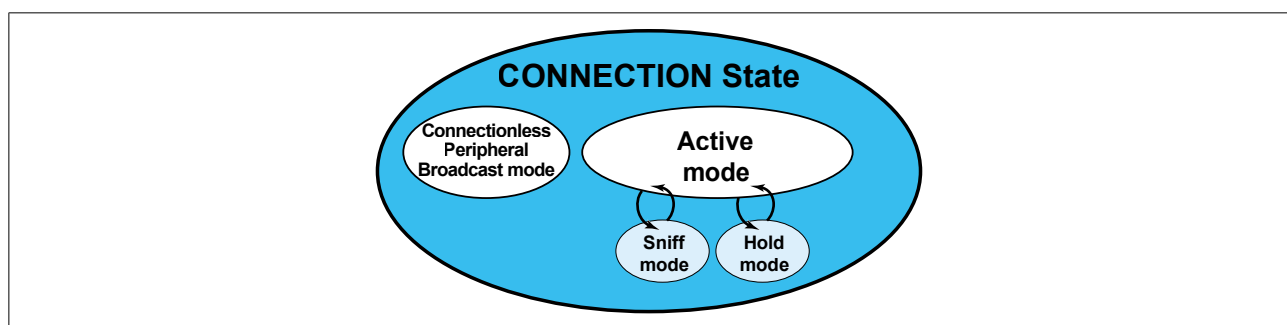 CONNECTION State
Connectionless
Peripheral
Broadcast mode
Active
mode
Sniff
mode
Hold
mode